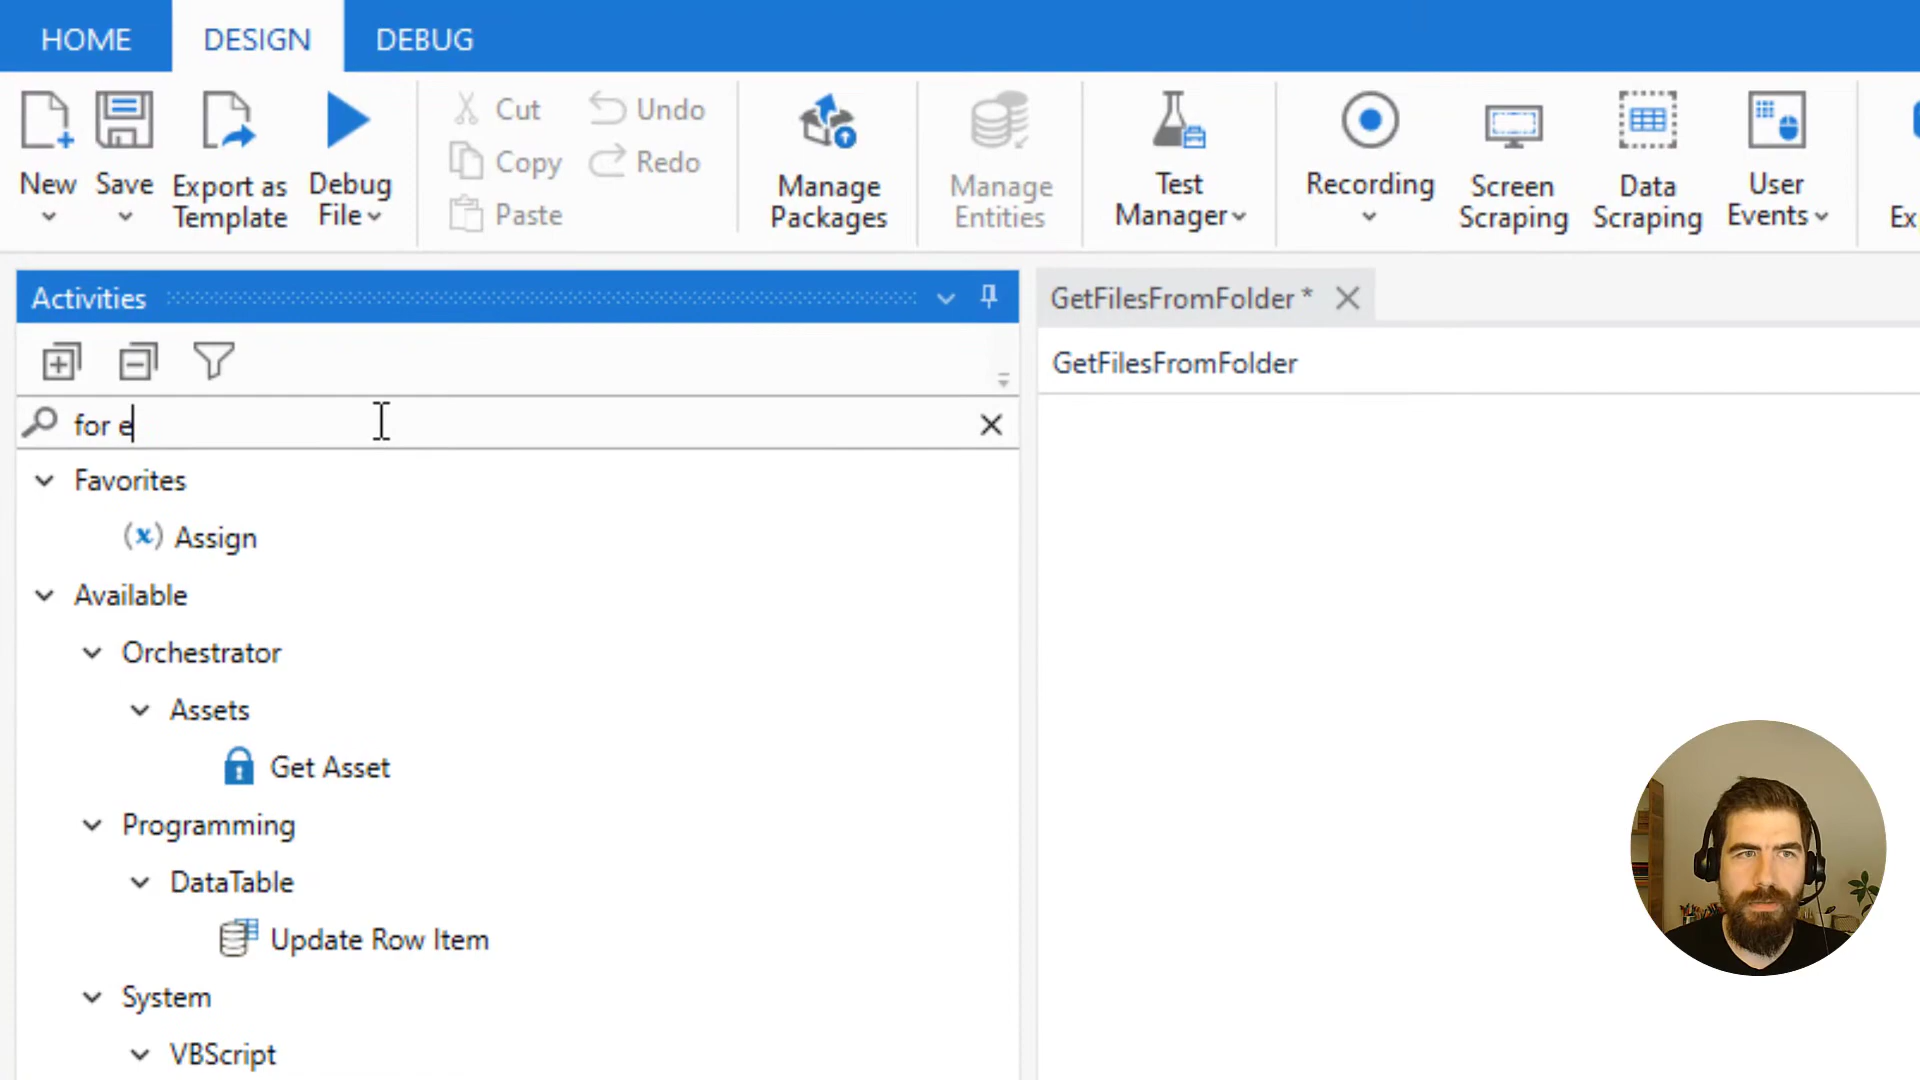 HOME DESIGN DEBUG
New Save Export as Template Debug File
Cut Undo
Copy Redo
Paste
Manage Packages
Manage Entities
Test Manager
Recording
Screen Scraping
Data Scraping
User Events
Ex
Activities
for e
Favorites
Assign
Available
Orchestrator
Assets
Get Asset
Programming
DataTable
Update Row Item
System
VBScript
GetFilesFromFolder *
GetFilesFromFolder